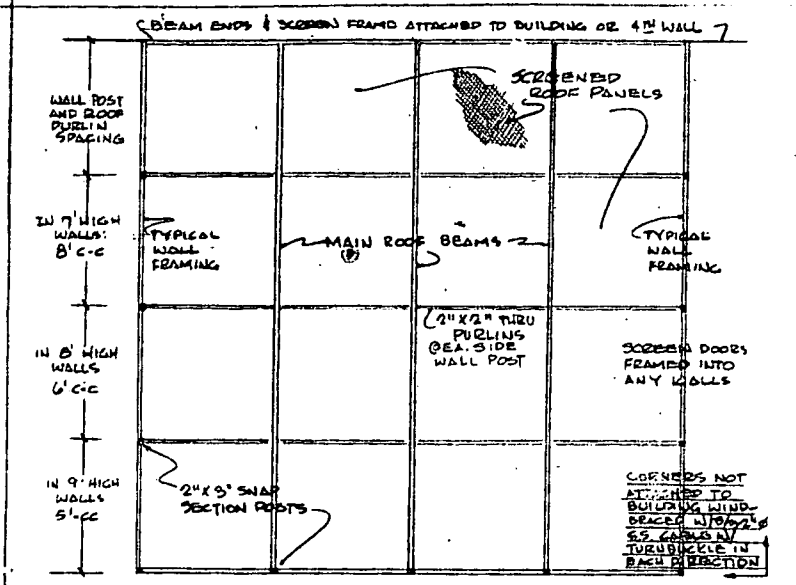 BEAM ENDS & SCREEN FRAME ATTACHED TO BUILDING OR 4TH WALL
WALL POST
AND ROOF
PURLIN
SPACING
SCREENED
ROOF PANELS
IN 7' HIGH
WALLS:
8' C-C
TYPICAL
WALL
FRAMING
MAIN ROOF BEAMS
TYPICAL
WALL
FRAMING
2"X2" THRU
PURLINS
@EA. SIDE
WALL POST
IN 8' HIGH
WALLS
6' C-C
SCREEN DOORS
FRAMED INTO
ANY WALLS
IN 9' HIGH
WALLS
5'-CC
2"X3" SNAP
SECTION POSTS
CORNERS NOT
ATTACHED TO
BUILDING WIND-
BRACED W/
S.S. CABLE W/
TURNBUCKLE IN
EACH DIRECTION